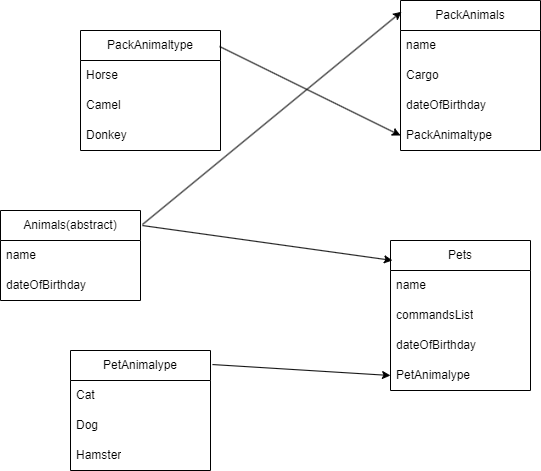 PackAnimals
name
Cargo
dateOfBirthday
PackAnimaltype
PackAnimaltype
Horse
Camel
Donkey
Animals(abstract)
name
dateOfBirthday
Pets
name
commandsList
dateOfBirthday
PetAnimalype
PetAnimalype
Cat
Dog
Hamster